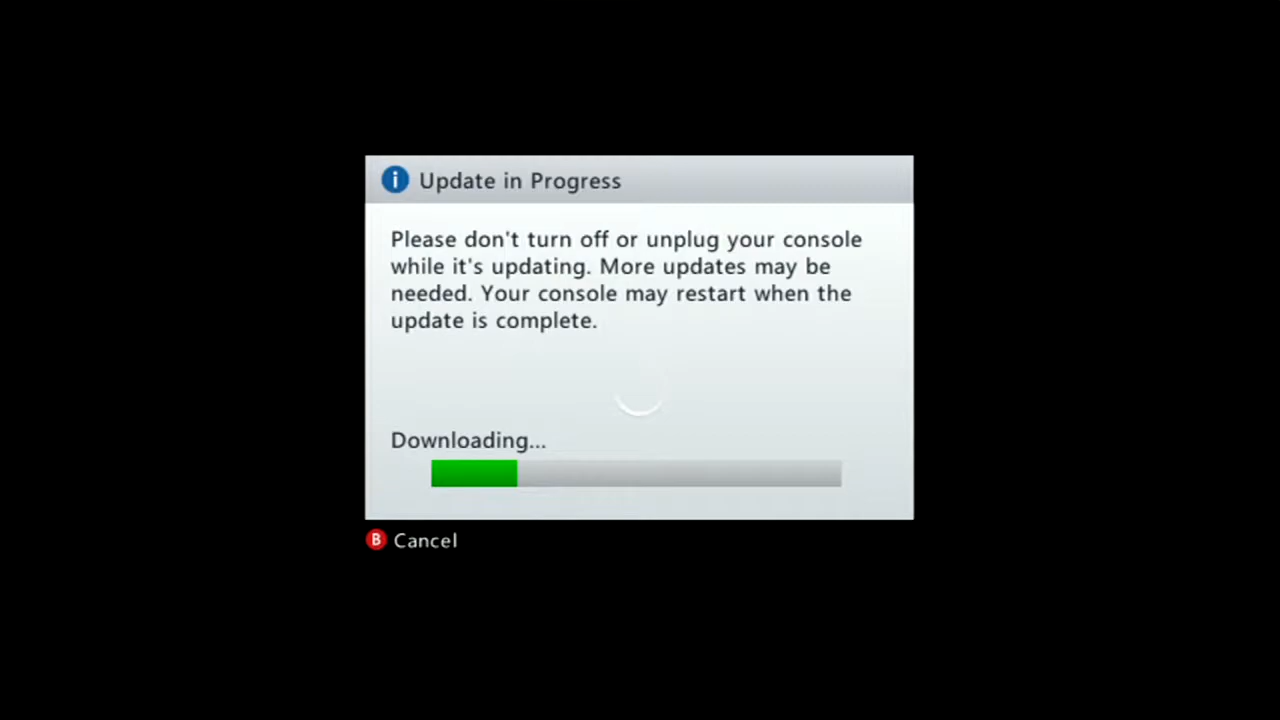 i Update in Progress
Please don't turn off or unplug your console
while it's updating. More updates may be
needed. Your console may restart when the
update is complete.
Downloading...
B Cancel